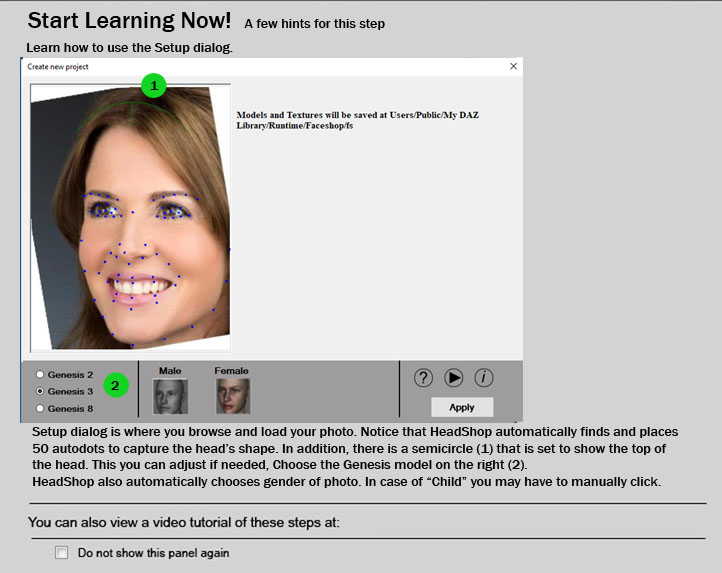 Start Learning Now! A few hints for this step
Learn how to use the Setup dialog.
Create new project
1
Models and Textures will be saved at Users/Public/My DAZ
Library/Runtime/Faceshop/fs
Genesis 2
Genesis 3
Genesis 8
2
Male
Female
?
i
Apply
Setup dialog is where you browse and load your photo. Notice that HeadShop automatically finds and places
50 autodots to capture the head's shape. In addition, there is a semicircle (1) that is set to show the top of
the head. This you can adjust if needed, Choose the Genesis model on the right (2).
HeadShop also automatically chooses gender of photo. In case of “Child” you may have to manually click.
You can also view a video tutorial of these steps at:
Do not show this panel again